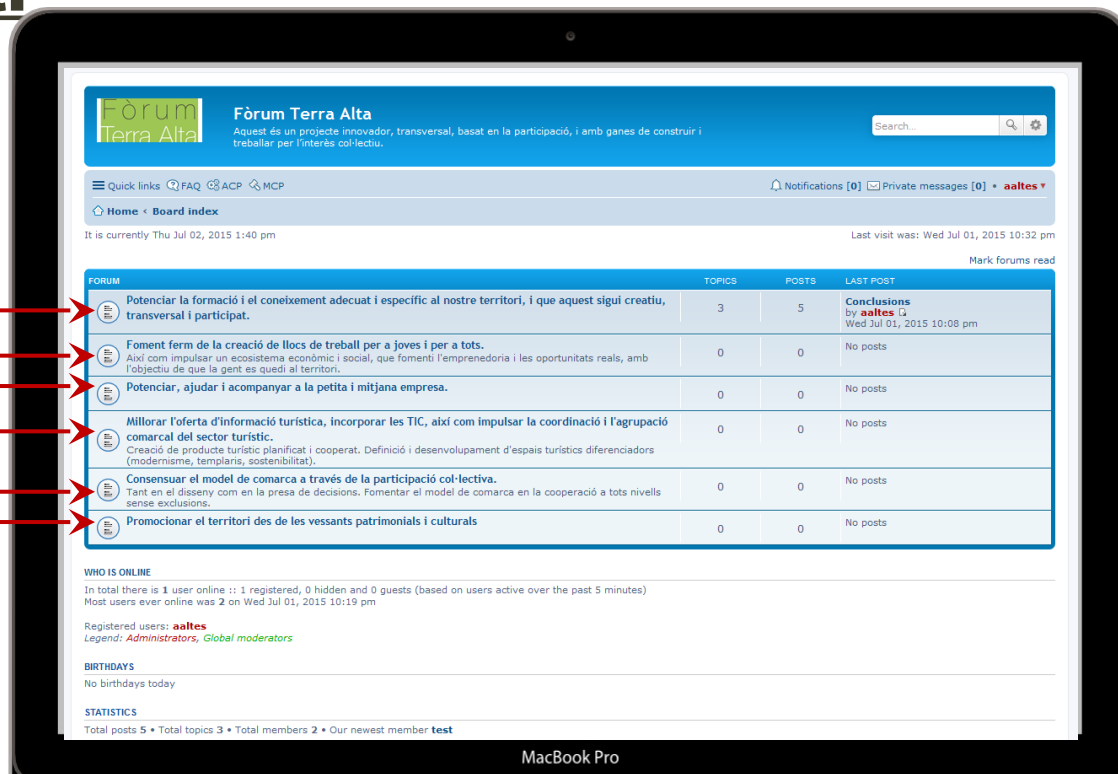 Fòrum
Terra Alta
Fòrum Terra Alta
Aquest és un projecte innovador, transversal, basat en la participació, i amb ganes de construir i
treballar per l'interès col·lectiu.
Search...
Quick links FAQ ACP MCP
Notifications [0] Private messages [0] • aaltes
Home ‹ Board index
It is currently Thu Jul 02, 2015 1:40 pm
Last visit was: Wed Jul 01, 2015 10:32 pm
Mark forums read
FORUM TOPICS POSTS LAST POST
Potenciar la formació i el coneixement adecuat i específic al nostre territori, i que aquest sigui creatiu,
transversal i participat.
3 5
Conclusions
by aaltes
Wed Jul 01, 2015 10:08 pm
Foment ferm de la creació de llocs de treball per a joves i per a tots.
Així com impulsar un ecosistema econòmic i social, que fomenti l'emprenedoria i les oportunitats reals, amb
l'objectiu de que la gent es quedi al territori.
0 0 No posts
Potenciar, ajudar i acompanyar a la petita i mitjana empresa.
0 0 No posts
Millorar l'oferta d'informació turística, incorporar les TIC, així com impulsar la coordinació i l'agrupació
comarcal del sector turístic.
Creació de producte turístic planificat i cooperat. Definició i desenvolupament d'espais turístics diferenciadors
(modernisme, templaris, sostenibilitat).
0 0 No posts
Consensuar el model de comarca a través de la participació col·lectiva.
Tant en el disseny com en la presa de decisions. Fomentar el model de comarca en la cooperació a tots nivells
sense exclusions.
0 0 No posts
Promocionar el territori des de les vessants patrimonials i culturals
0 0 No posts
WHO IS ONLINE
In total there is 1 user online :: 1 registered, 0 hidden and 0 guests (based on users active over the past 5 minutes)
Most users ever online was 2 on Wed Jul 01, 2015 10:19 pm
Registered users: aaltes
Legend: Administrators, Global moderators
BIRTHDAYS
No birthdays today
STATISTICS
Total posts 5 • Total topics 3 • Total members 2 • Our newest member test
MacBook Pro